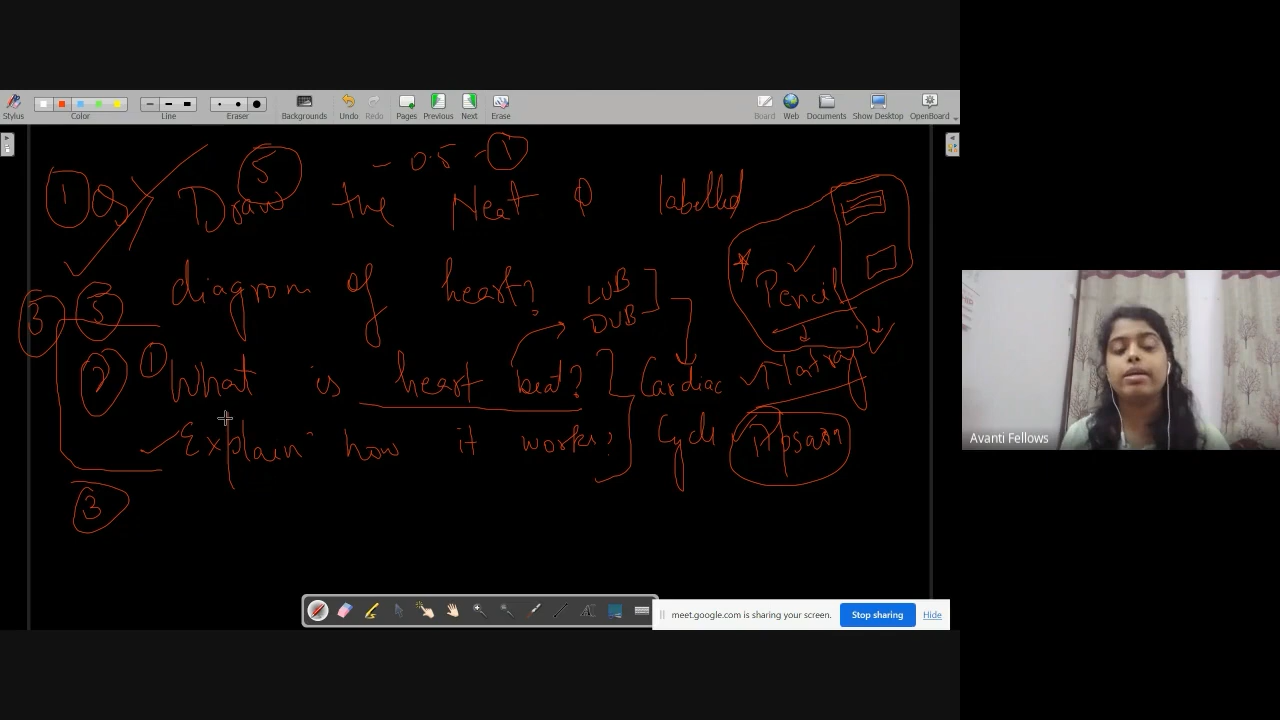 Stylus Color Line Eraser Backgrounds Undo Redo Pages Previous Next Erase Board Web Documents Show Desktop OpenBoard
- 0.5 - 1
1 Q 5 Draw the Neat & labelled
diagram of heart? LUB DUB
* Pencil
3 5
2 1 What is heart beat? Cardiac Natraj
Explain how it works? Cycle Apsara
3
Avanti Fellows
meet.google.com is sharing your screen. Stop sharing Hide